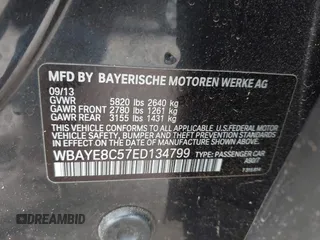 MFD BY BAYERISCHE MOTOREN WERKE AG
09/13
GVWR 5820 lbs 2640 kg
GAWR FRONT 2780 lbs 1261 kg
GAWR REAR 3155 lbs 1431 kg
THIS VEHICLE CONFORMS TO ALL APPLICABLE U.S.FEDERAL MOTOR
VEHICLE SAFETY, BUMPER AND THEFT PREVENTION STANDARDS
IN EFFECT ON THE DATE OF MANUFACTURE SHOWN ABOVE.
WBAYE8C57ED134799 TYPE: PASSENGER CAR
DREAMBID